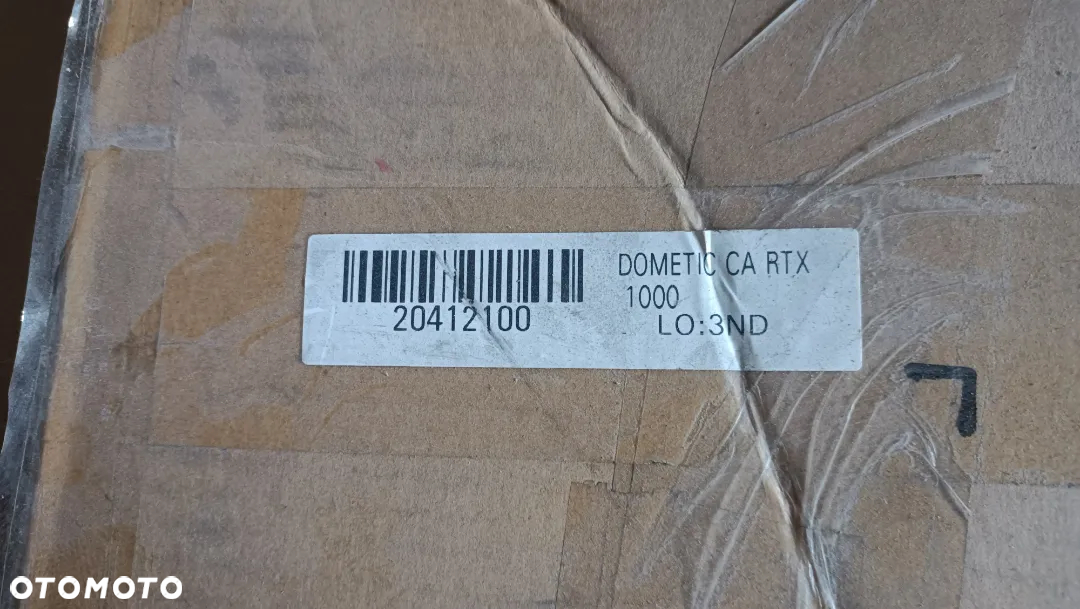 DOMETIC CA RTX
1000
20412100
LO:3ND
OTOMOTO